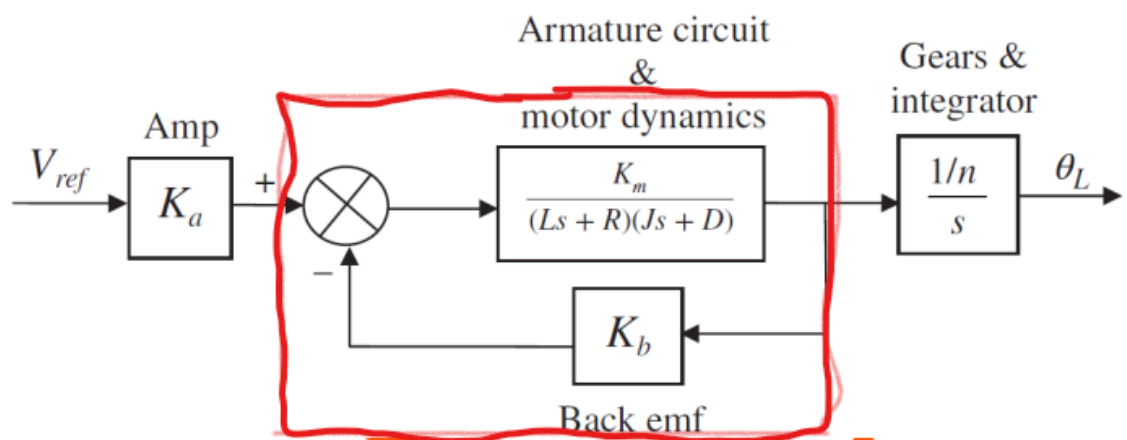 Armature circuit
&
motor dynamics
Gears &
integrator
Amp
V_ref
K_a
+
K_m
(Ls + R)(Js + D)
1/n
s
θ_L
−
K_b
Back emf